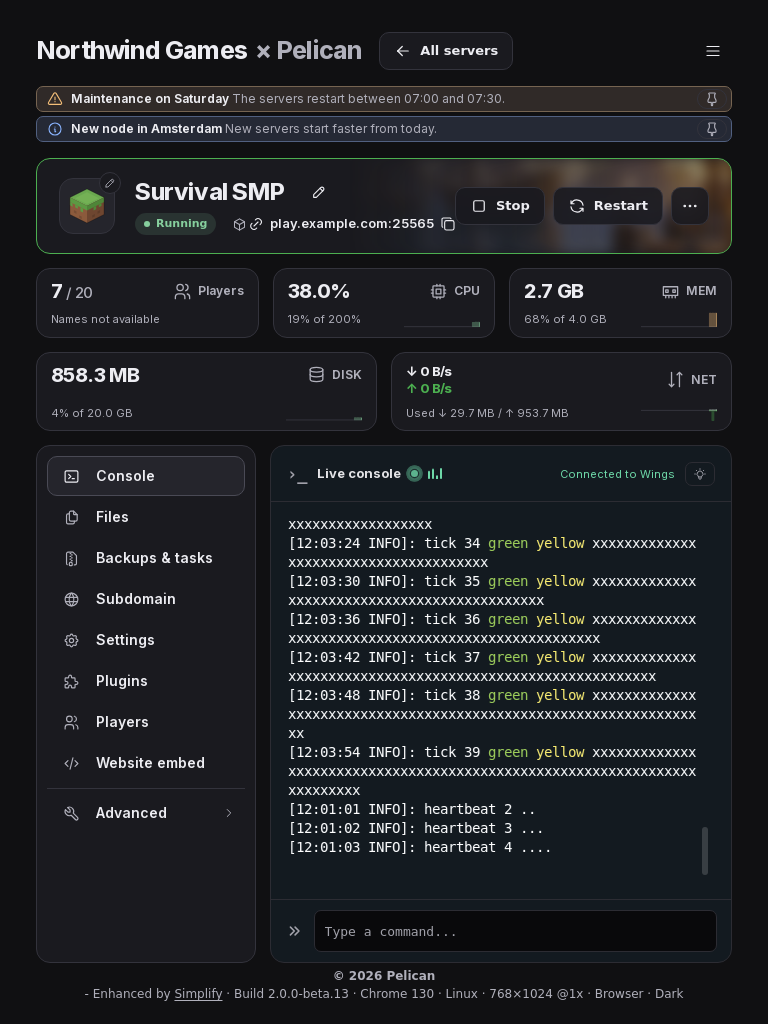 Northwind Games × Pelican
All servers
Maintenance on Saturday The servers restart between 07:00 and 07:30.
New node in Amsterdam New servers start faster from today.
Survival SMP
Running
play.example.com:25565
Stop
Restart
7 / 20
Players
Names not available
38.0%
CPU
19% of 200%
2.7 GB
MEM
68% of 4.0 GB
858.3 MB
DISK
4% of 20.0 GB
↓ 0 B/s
↑ 0 B/s
NET
Used ↓ 29.7 MB / ↑ 953.7 MB
Console
Files
Backups & tasks
Subdomain
Settings
Plugins
Players
Website embed
Advanced
Live console
Connected to Wings
xxxxxxxxxxxxxxxxxx
[12:03:24 INFO]: tick 34 green yellow xxxxxxxxxxxxx
xxxxxxxxxxxxxxxxxxxxxxxxx
[12:03:30 INFO]: tick 35 green yellow xxxxxxxxxxxxx
xxxxxxxxxxxxxxxxxxxxxxxxxxxxxxxx
[12:03:36 INFO]: tick 36 green yellow xxxxxxxxxxxxx
xxxxxxxxxxxxxxxxxxxxxxxxxxxxxxxxxxxxxxx
[12:03:42 INFO]: tick 37 green yellow xxxxxxxxxxxxx
xxxxxxxxxxxxxxxxxxxxxxxxxxxxxxxxxxxxxxxxxxxxxx
[12:03:48 INFO]: tick 38 green yellow xxxxxxxxxxxxx
xxxxxxxxxxxxxxxxxxxxxxxxxxxxxxxxxxxxxxxxxxxxxxxxxxx
xx
[12:03:54 INFO]: tick 39 green yellow xxxxxxxxxxxxx
xxxxxxxxxxxxxxxxxxxxxxxxxxxxxxxxxxxxxxxxxxxxxxxxxxx
xxxxxxxxx
[12:01:01 INFO]: heartbeat 2 ..
[12:01:02 INFO]: heartbeat 3 ...
[12:01:03 INFO]: heartbeat 4 ....
Type a command...
© 2026 Pelican
- Enhanced by Simplify · Build 2.0.0-beta.13 · Chrome 130 · Linux · 768×1024 @1x · Browser · Dark